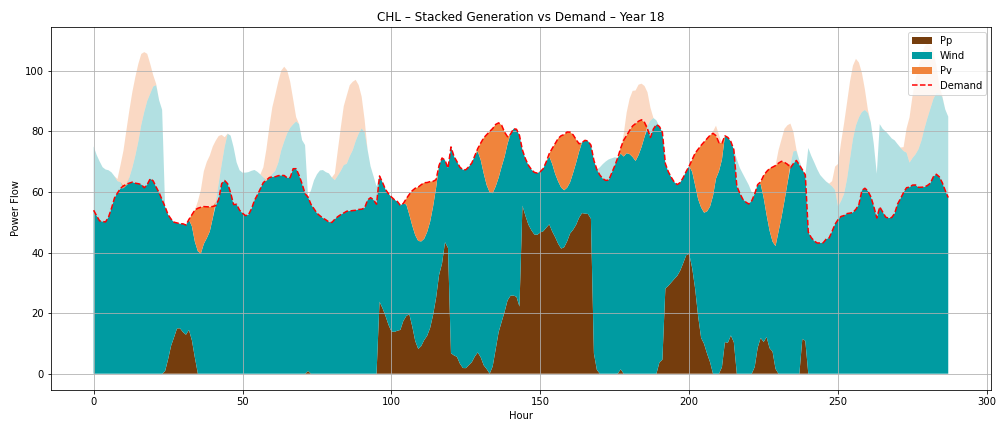 CHL – Stacked Generation vs Demand – Year 18
Pp
Wind
Pv
Demand
Power Flow
100
80
60
40
20
0
0 50 100 150 200 250 300
Hour